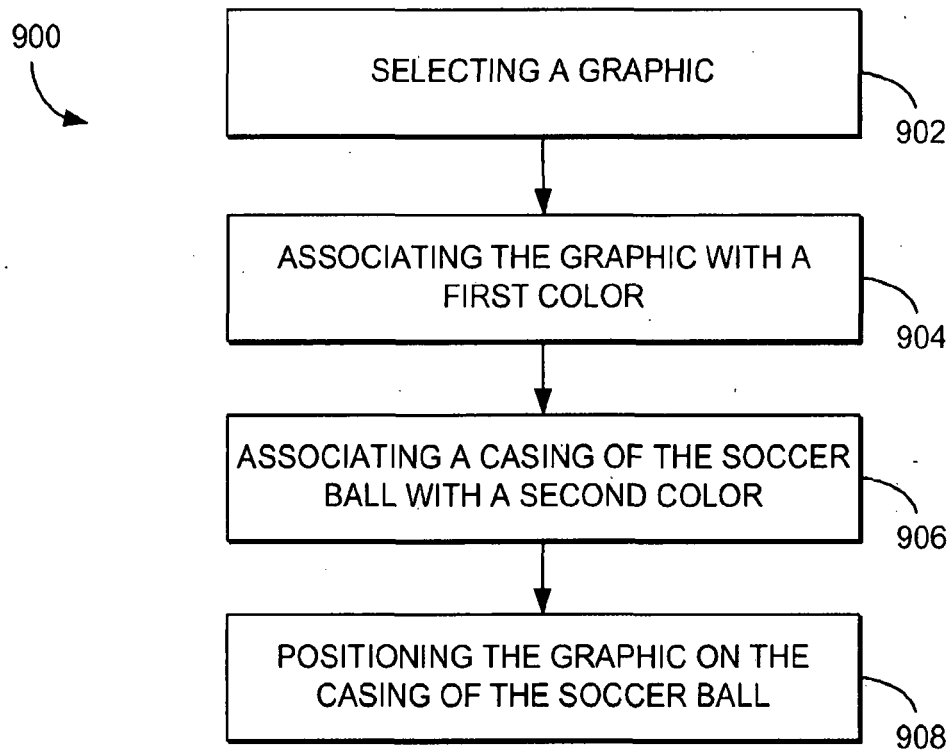 900
SELECTING A GRAPHIC
902
ASSOCIATING THE GRAPHIC WITH A
FIRST COLOR
904
ASSOCIATING A CASING OF THE SOCCER
BALL WITH A SECOND COLOR
906
POSITIONING THE GRAPHIC ON THE
CASING OF THE SOCCER BALL
908